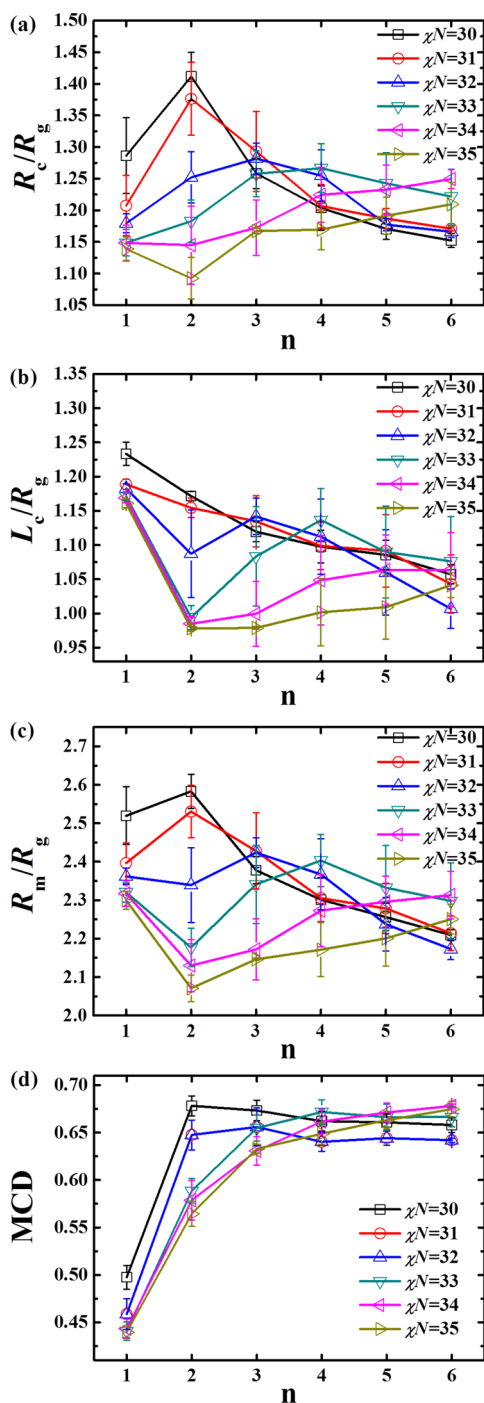 (a)
1.50
1.45
1.40
1.35
1.30
1.25
1.20
1.15
1.10
1.05
Rc/Rg
χN=30
χN=31
χN=32
χN=33
χN=34
χN=35
1 2 3 4 5 6
n
(b)
1.35
1.30
1.25
1.20
1.15
1.10
1.05
1.00
0.95
Lc/Rg
χN=30
χN=31
χN=32
χN=33
χN=34
χN=35
1 2 3 4 5 6
n
(c)
2.7
2.6
2.5
2.4
2.3
2.2
2.1
2.0
Rm/Rg
χN=30
χN=31
χN=32
χN=33
χN=34
χN=35
1 2 3 4 5 6
n
(d)
0.70
0.65
0.60
0.55
0.50
0.45
MCD
χN=30
χN=31
χN=32
χN=33
χN=34
χN=35
1 2 3 4 5 6
n